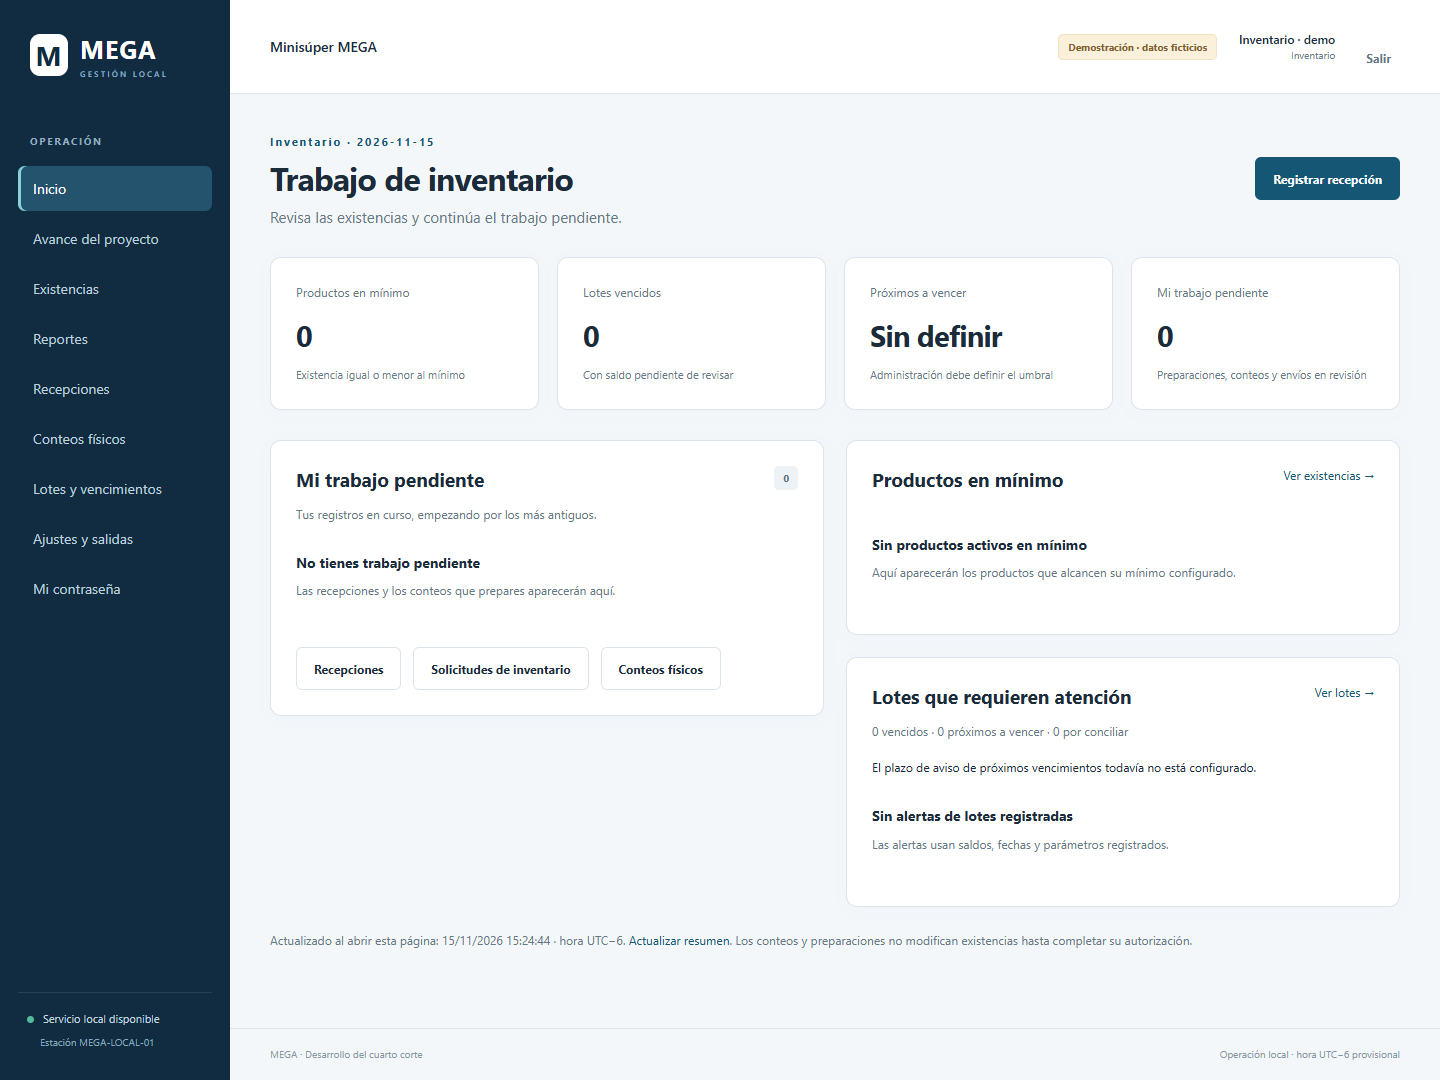 M MEGA
GESTIÓN LOCAL
OPERACIÓN
Inicio
Avance del proyecto
Existencias
Reportes
Recepciones
Conteos físicos
Lotes y vencimientos
Ajustes y salidas
Mi contraseña
Servicio local disponible
Estación MEGA-LOCAL-01
Minisúper MEGA
Demostración · datos ficticios
Inventario · demo
Inventario
Salir
Inventario · 2026-11-15
Trabajo de inventario
Revisa las existencias y continúa el trabajo pendiente.
Registrar recepción
Productos en mínimo
0
Existencia igual o menor al mínimo
Lotes vencidos
0
Con saldo pendiente de revisar
Próximos a vencer
Sin definir
Administración debe definir el umbral
Mi trabajo pendiente
0
Preparaciones, conteos y envíos en revisión
Mi trabajo pendiente
0
Tus registros en curso, empezando por los más antiguos.
No tienes trabajo pendiente
Las recepciones y los conteos que prepares aparecerán aquí.
Recepciones
Solicitudes de inventario
Conteos físicos
Productos en mínimo
Ver existencias →
Sin productos activos en mínimo
Aquí aparecerán los productos que alcancen su mínimo configurado.
Lotes que requieren atención
Ver lotes →
0 vencidos · 0 próximos a vencer · 0 por conciliar
El plazo de aviso de próximos vencimientos todavía no está configurado.
Sin alertas de lotes registradas
Las alertas usan saldos, fechas y parámetros registrados.
Actualizado al abrir esta página: 15/11/2026 15:24:44 · hora UTC−6. Actualizar resumen. Los conteos y preparaciones no modifican existencias hasta completar su autorización.
MEGA · Desarrollo del cuarto corte
Operación local · hora UTC−6 provisional